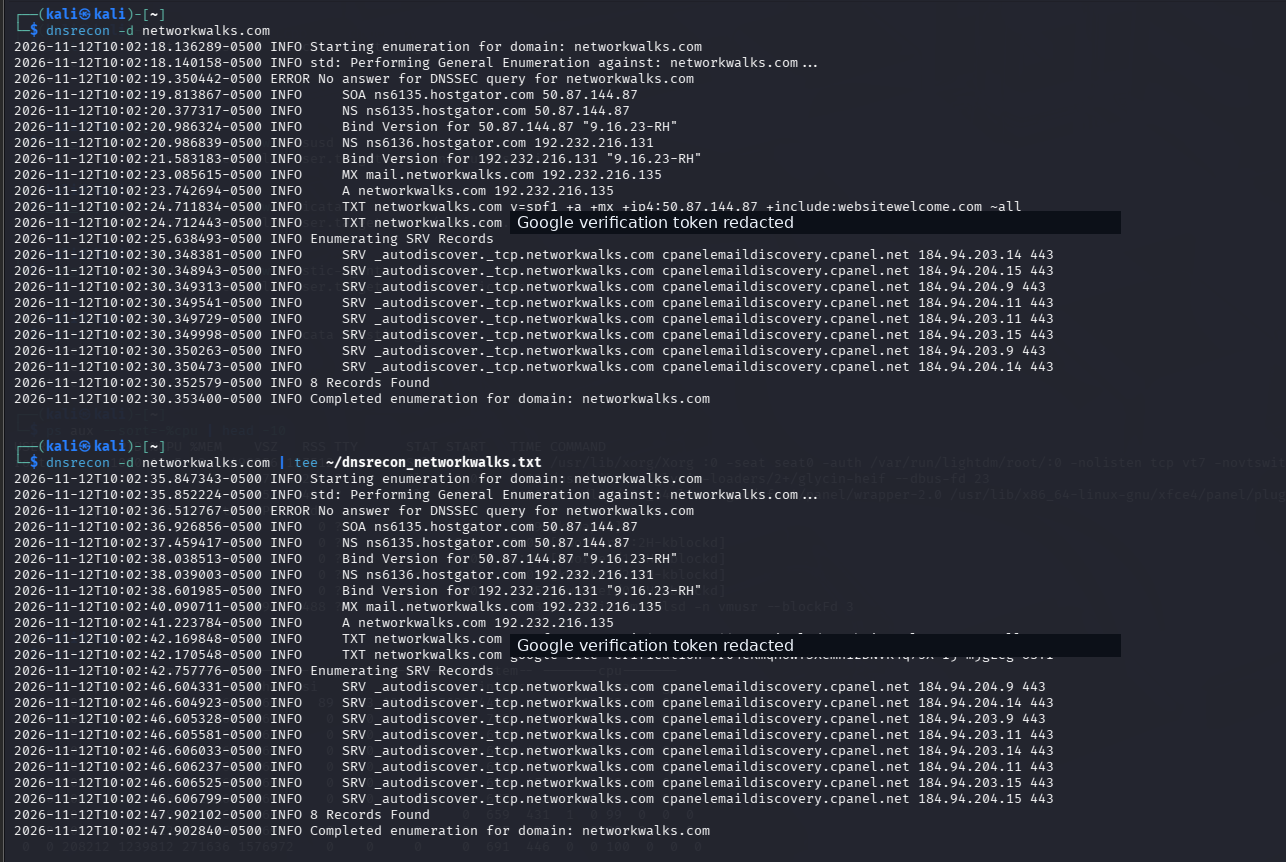 ┌──(kali㉿kali)-[~]
└─$ dnsrecon -d networkwalks.com
2026-11-12T10:02:18.136289-0500 INFO Starting enumeration for domain: networkwalks.com
2026-11-12T10:02:18.140158-0500 INFO std: Performing General Enumeration against: networkwalks.com...
2026-11-12T10:02:19.350442-0500 ERROR No answer for DNSSEC query for networkwalks.com
2026-11-12T10:02:19.813867-0500 INFO SOA ns6135.hostgator.com 50.87.144.87
2026-11-12T10:02:20.377317-0500 INFO NS ns6135.hostgator.com 50.87.144.87
2026-11-12T10:02:20.986324-0500 INFO Bind Version for 50.87.144.87 "9.16.23-RH"
2026-11-12T10:02:20.986839-0500 INFO NS ns6136.hostgator.com 192.232.216.131
2026-11-12T10:02:21.583183-0500 INFO Bind Version for 192.232.216.131 "9.16.23-RH"
2026-11-12T10:02:23.085615-0500 INFO MX mail.networkwalks.com 192.232.216.135
2026-11-12T10:02:23.742694-0500 INFO A networkwalks.com 192.232.216.135
2026-11-12T10:02:24.711834-0500 INFO TXT networkwalks.com v=spf1 +a +mx +ip4:50.87.144.87 +include:websitewelcome.com ~all
2026-11-12T10:02:24.712443-0500 INFO TXT networkwalks.com Google verification token redacted
2026-11-12T10:02:25.638493-0500 INFO Enumerating SRV Records
2026-11-12T10:02:30.348381-0500 INFO SRV _autodiscover._tcp.networkwalks.com cpanelemaildiscovery.cpanel.net 184.94.203.14 443
2026-11-12T10:02:30.348943-0500 INFO SRV _autodiscover._tcp.networkwalks.com cpanelemaildiscovery.cpanel.net 184.94.204.15 443
2026-11-12T10:02:30.349313-0500 INFO SRV _autodiscover._tcp.networkwalks.com cpanelemaildiscovery.cpanel.net 184.94.204.9 443
2026-11-12T10:02:30.349541-0500 INFO SRV _autodiscover._tcp.networkwalks.com cpanelemaildiscovery.cpanel.net 184.94.204.11 443
2026-11-12T10:02:30.349729-0500 INFO SRV _autodiscover._tcp.networkwalks.com cpanelemaildiscovery.cpanel.net 184.94.203.11 443
2026-11-12T10:02:30.349998-0500 INFO SRV _autodiscover._tcp.networkwalks.com cpanelemaildiscovery.cpanel.net 184.94.203.15 443
2026-11-12T10:02:30.350263-0500 INFO SRV _autodiscover._tcp.networkwalks.com cpanelemaildiscovery.cpanel.net 184.94.203.9 443
2026-11-12T10:02:30.350473-0500 INFO SRV _autodiscover._tcp.networkwalks.com cpanelemaildiscovery.cpanel.net 184.94.204.14 443
2026-11-12T10:02:30.352579-0500 INFO 8 Records Found
2026-11-12T10:02:30.353400-0500 INFO Completed enumeration for domain: networkwalks.com
┌──(kali㉿kali)-[~]
└─$ dnsrecon -d networkwalks.com | tee ~/dnsrecon_networkwalks.txt
2026-11-12T10:02:35.847343-0500 INFO Starting enumeration for domain: networkwalks.com
2026-11-12T10:02:35.852224-0500 INFO std: Performing General Enumeration against: networkwalks.com...
2026-11-12T10:02:36.512767-0500 ERROR No answer for DNSSEC query for networkwalks.com
2026-11-12T10:02:36.926856-0500 INFO SOA ns6135.hostgator.com 50.87.144.87
2026-11-12T10:02:37.459417-0500 INFO NS ns6135.hostgator.com 50.87.144.87
2026-11-12T10:02:38.038513-0500 INFO Bind Version for 50.87.144.87 "9.16.23-RH"
2026-11-12T10:02:38.039003-0500 INFO NS ns6136.hostgator.com 192.232.216.131
2026-11-12T10:02:38.601985-0500 INFO Bind Version for 192.232.216.131 "9.16.23-RH"
2026-11-12T10:02:40.090711-0500 INFO MX mail.networkwalks.com 192.232.216.135
2026-11-12T10:02:41.223784-0500 INFO A networkwalks.com 192.232.216.135
2026-11-12T10:02:42.169848-0500 INFO TXT networkwalks.com Google verification token redacted
2026-11-12T10:02:42.170548-0500 INFO TXT networkwalks.com
2026-11-12T10:02:42.757776-0500 INFO Enumerating SRV Records
2026-11-12T10:02:46.604331-0500 INFO SRV _autodiscover._tcp.networkwalks.com cpanelemaildiscovery.cpanel.net 184.94.204.9 443
2026-11-12T10:02:46.604923-0500 INFO SRV _autodiscover._tcp.networkwalks.com cpanelemaildiscovery.cpanel.net 184.94.204.14 443
2026-11-12T10:02:46.605328-0500 INFO SRV _autodiscover._tcp.networkwalks.com cpanelemaildiscovery.cpanel.net 184.94.203.9 443
2026-11-12T10:02:46.605581-0500 INFO SRV _autodiscover._tcp.networkwalks.com cpanelemaildiscovery.cpanel.net 184.94.203.11 443
2026-11-12T10:02:46.606033-0500 INFO SRV _autodiscover._tcp.networkwalks.com cpanelemaildiscovery.cpanel.net 184.94.203.14 443
2026-11-12T10:02:46.606237-0500 INFO SRV _autodiscover._tcp.networkwalks.com cpanelemaildiscovery.cpanel.net 184.94.204.11 443
2026-11-12T10:02:46.606525-0500 INFO SRV _autodiscover._tcp.networkwalks.com cpanelemaildiscovery.cpanel.net 184.94.203.15 443
2026-11-12T10:02:46.606799-0500 INFO SRV _autodiscover._tcp.networkwalks.com cpanelemaildiscovery.cpanel.net 184.94.204.15 443
2026-11-12T10:02:47.902102-0500 INFO 8 Records Found
2026-11-12T10:02:47.902840-0500 INFO Completed enumeration for domain: networkwalks.com